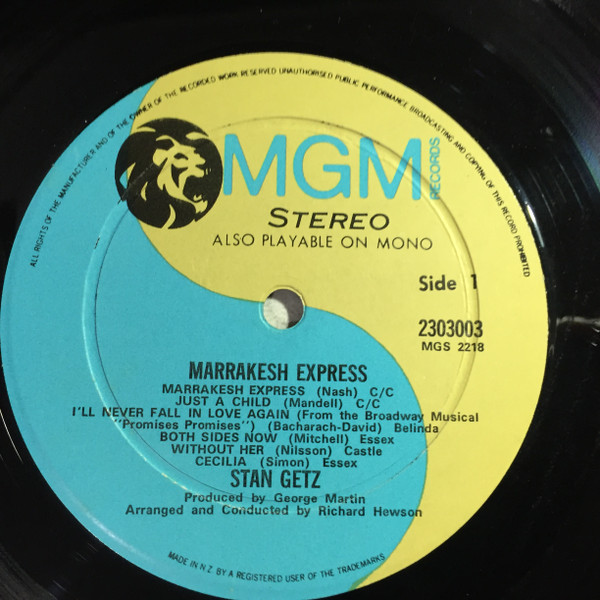 ALL RIGHTS OF THE MANUFACTURER AND OF THE OWNER OF THE RECORDED WORK RESERVED UNAUTHORISED PUBLIC PERFORMANCE BROADCASTING AND COPYING OF THIS RECORD PROHIBITED
MGM RECORDS
STEREO
ALSO PLAYABLE ON MONO
Side 1
2303003
MGS 2218
MARRAKESH EXPRESS
MARRAKESH EXPRESS (Nash) C/C
JUST A CHILD (Mandell) C/C
I'LL NEVER FALL IN LOVE AGAIN (From the Broadway Musical
"Promises Promises") (Bacharach-David) Belinda
BOTH SIDES NOW (Mitchell) Essex
WITHOUT HER (Nilsson) Castle
CECILIA (Simon) Essex
STAN GETZ
Produced by George Martin
Arranged and Conducted by Richard Hewson
MADE IN N.Z. BY A REGISTERED USER OF THE TRADEMARKS